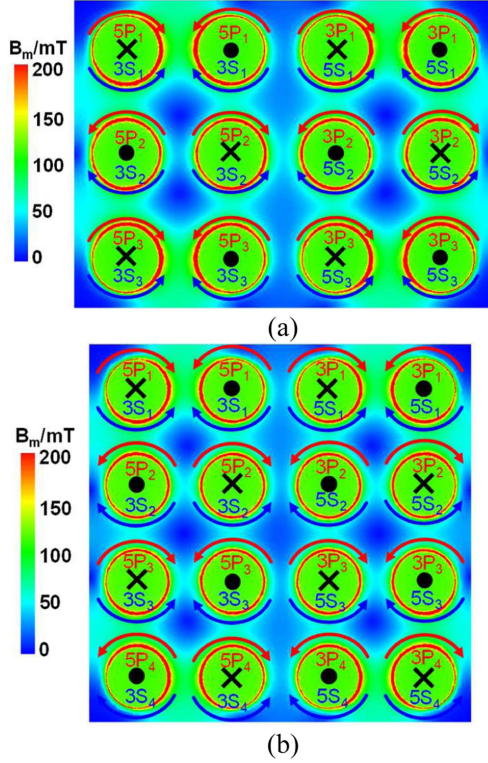 Bₘ/mT
200
150
100
50
0
5P₁ 5P₁ 3P₁ 3P₁
3S₁ 3S₁ 5S₁ 5S₁
5P₂ 5P₂ 3P₂ 3P₂
3S₂ 3S₂ 5S₂ 5S₂
5P₃ 5P₃ 3P₃ 3P₃
3S₃ 3S₃ 5S₃ 5S₃
(a)
Bₘ/mT
200
150
100
50
0
5P₁ 5P₁ 3P₁ 3P₁
3S₁ 3S₁ 5S₁ 5S₁
5P₂ 5P₂ 3P₂ 3P₂
3S₂ 3S₂ 5S₂ 5S₂
5P₃ 5P₃ 3P₃ 3P₃
3S₃ 3S₃ 5S₃ 5S₃
5P₄ 5P₄ 3P₄ 3P₄
3S₄ 3S₄ 5S₄ 5S₄
(b)